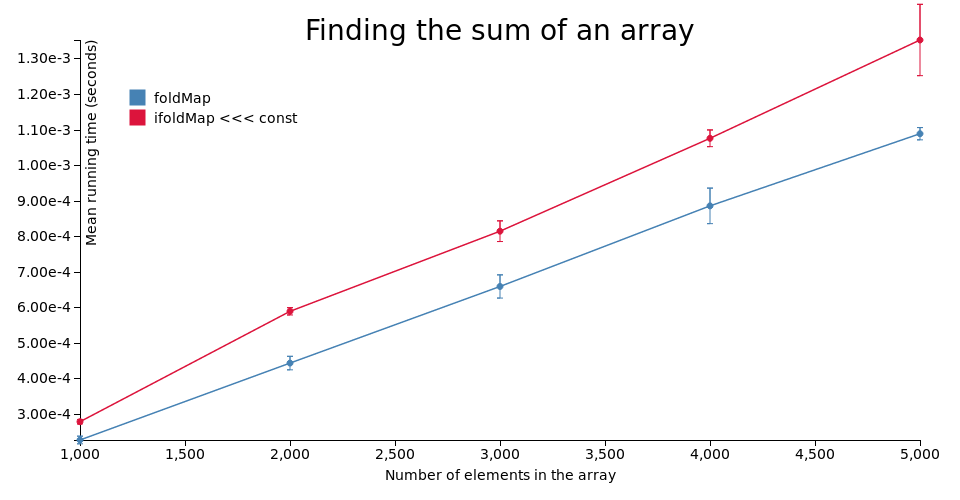 Finding the sum of an array
Mean running time (seconds)
1.30e-3
1.20e-3
1.10e-3
1.00e-3
9.00e-4
8.00e-4
7.00e-4
6.00e-4
5.00e-4
4.00e-4
3.00e-4
foldMap
ifoldMap <<< const
1,000 1,500 2,000 2,500 3,000 3,500 4,000 4,500 5,000
Number of elements in the array